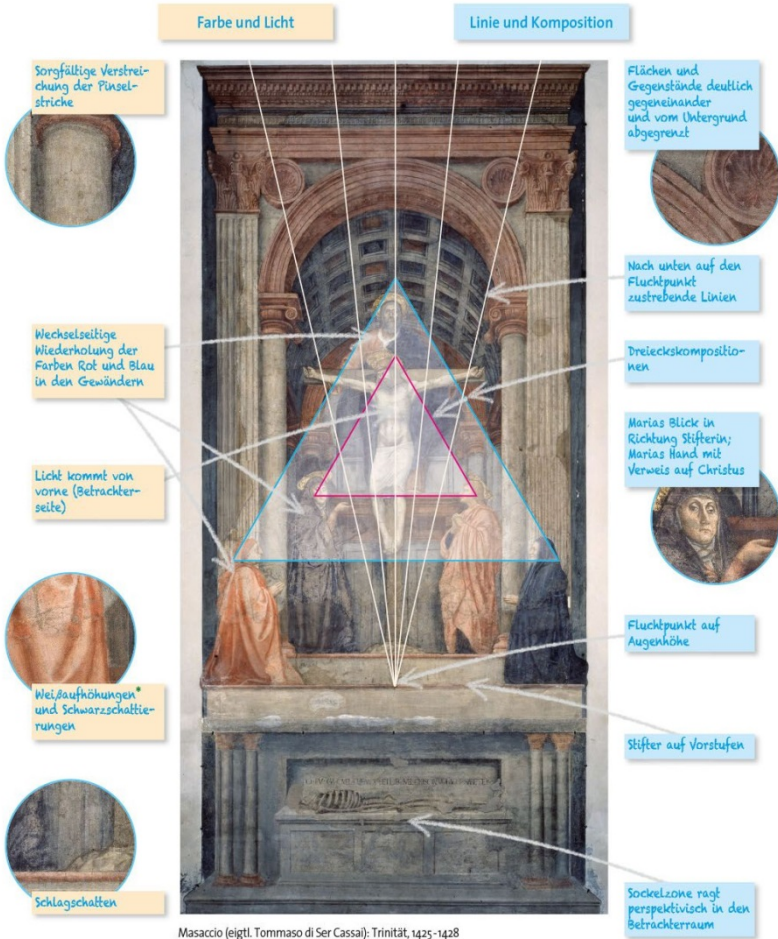 Farbe und Licht
Linie und Komposition
Sorgfältige Verstrei-
chung der Pinsel-
striche
Wechselseitige
Wiederholung der
Farben Rot und Blau
in den Gewändern
Licht kommt von
vorne (Betrachter-
seite)
Weißaufhöhungen*
und Schwarzschattie-
rungen
Schlagschatten
Flächen und
Gegenstände deutlich
gegeneinander
und vom Untergrund
abgegrenzt
Nach unten auf den
Fluchtpunkt
zustrebende Linien
Dreieckskompositio-
nen
Marias Blick in
Richtung Stifterin;
Marias Hand mit
Verweis auf Christus
Fluchtpunkt auf
Augenhöhe
Stifter auf Vorstufen
Sockelzone ragt
perspektivisch in den
Betrachterraum
Masaccio (eigtl. Tommaso di Ser Cassai): Trinität, 1425-1428